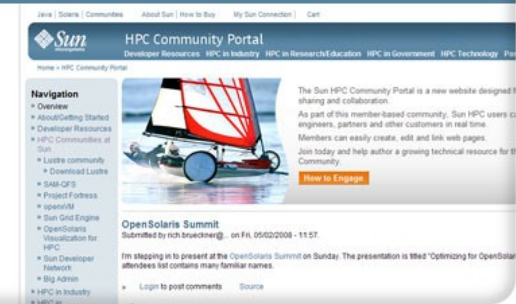 Java | Solaris | Communities About Sun | How to Buy My Sun Connection | Cart
Sun
microsystems
HPC Community Portal
Developer Resources HPC in Industry HPC in Research/Education HPC in Government HPC Technology
Home » HPC Community Portal
Navigation
Overview
About/Getting Started
Developer Resources
HPC Communities at
Sun
Lustre community
Download Lustre
SAM-QFS
Project Fortress
openxVM
Sun Grid Engine
OpenSolaris
Visualization for
HPC
Sun Developer
Network
Big Admin
HPC in Industry
HPC in
The Sun HPC Community Portal is a new website designed f
sharing and collaboration.
As part of this member-based community, Sun HPC users ca
engineers, partners and other customers in real time.
Members can easily create, edit and link web pages.
Join today and help author a growing technical resource for th
Community.
How to Engage
OpenSolaris Summit
Submitted by rich.brueckner@... on Fri, 05/02/2008 - 11:57.
I'm stepping in to present at the OpenSolaris Summit on Sunday. The presentation is titled "Optimizing for OpenSolar
attendees list contains many familiar names.
» Login to post comments Source